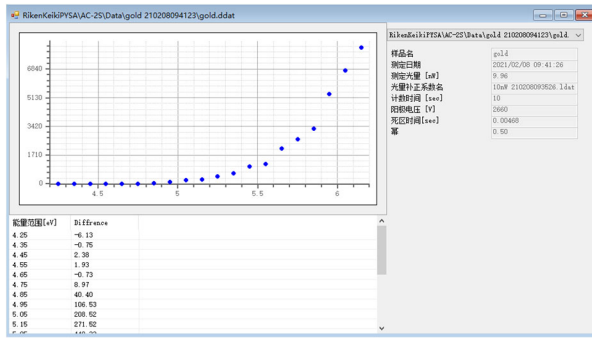 RikenKeikiPYSA\AC-2S\Data\gold 210208094123\gold.ddat
RikenKeikiPYSA\AC-2S\Data\gold 210208094123\gold.
6840
5130
3420
1710
0
4.5
5
5.5
6
样品名 gold
测定日期 2021/02/08 09:41:26
测定光量 [nW] 9.96
光量补正系数名 10nW 210208093526.ldat
计数时间 [sec] 10
阳极电压 [V] 2660
死区时间[sec] 0.00468
幂 0.50
能量范围[eV] Diffrence
4.25 -6.13
4.35 -0.75
4.45 2.38
4.55 1.93
4.65 -0.73
4.75 8.97
4.85 40.40
4.95 106.53
5.05 208.52
5.15 271.52